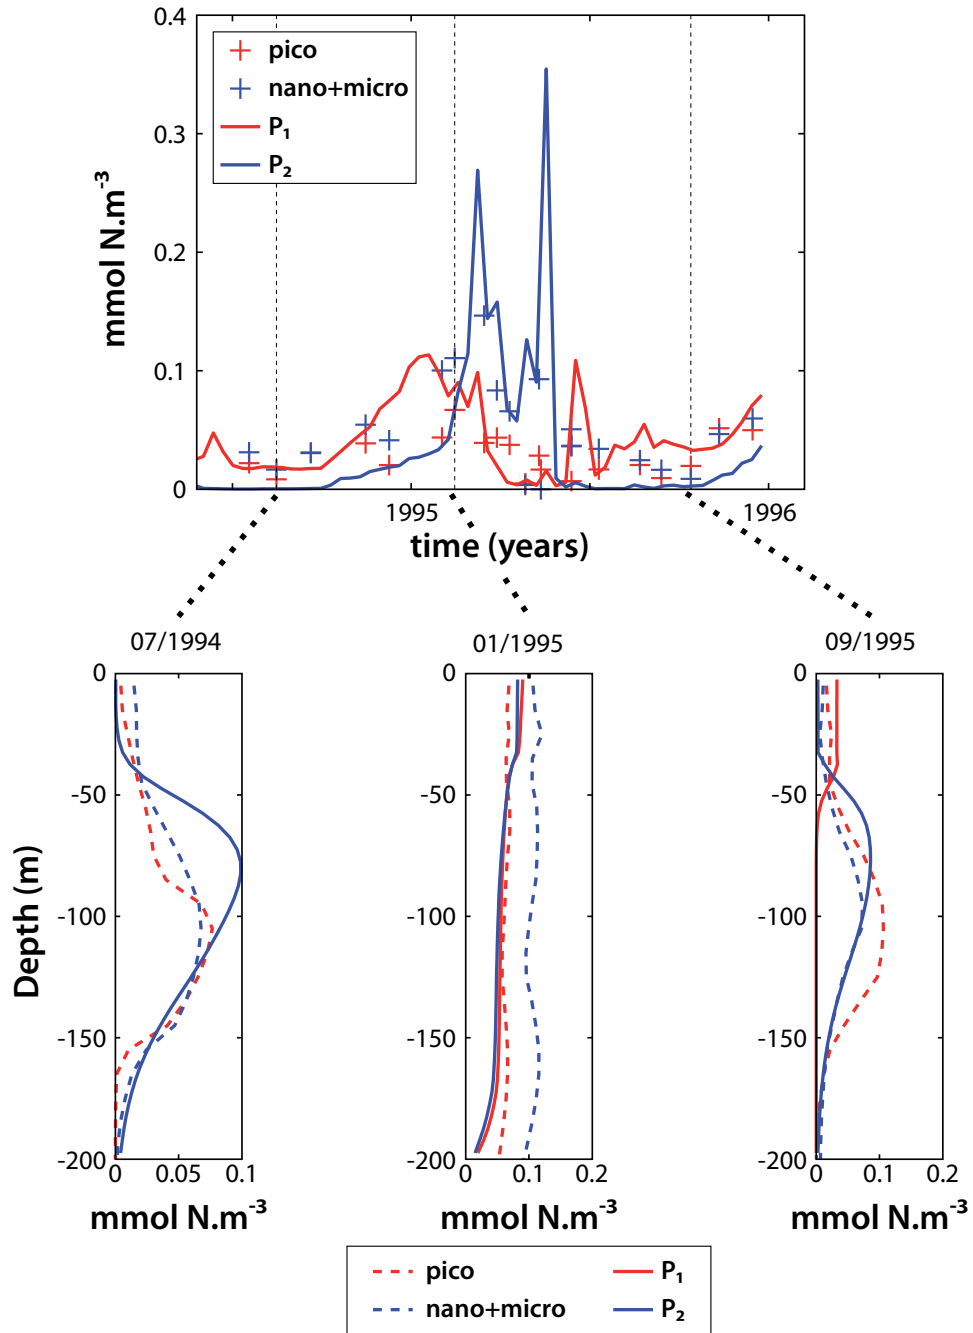 0.4
0.3
0.2
0.1
0
mmol N.m⁻³
pico
nano+micro
P₁
P₂
1995
1996
time (years)
07/1994
01/1995
09/1995
0
-50
-100
-150
-200
Depth (m)
0
0.05
0.1
mmol N.m⁻³
0
-50
-100
-150
-200
0
0.1
0.2
mmol N.m⁻³
0
-50
-100
-150
-200
0
0.1
0.2
mmol N.m⁻³
pico
P₁
nano+micro
P₂